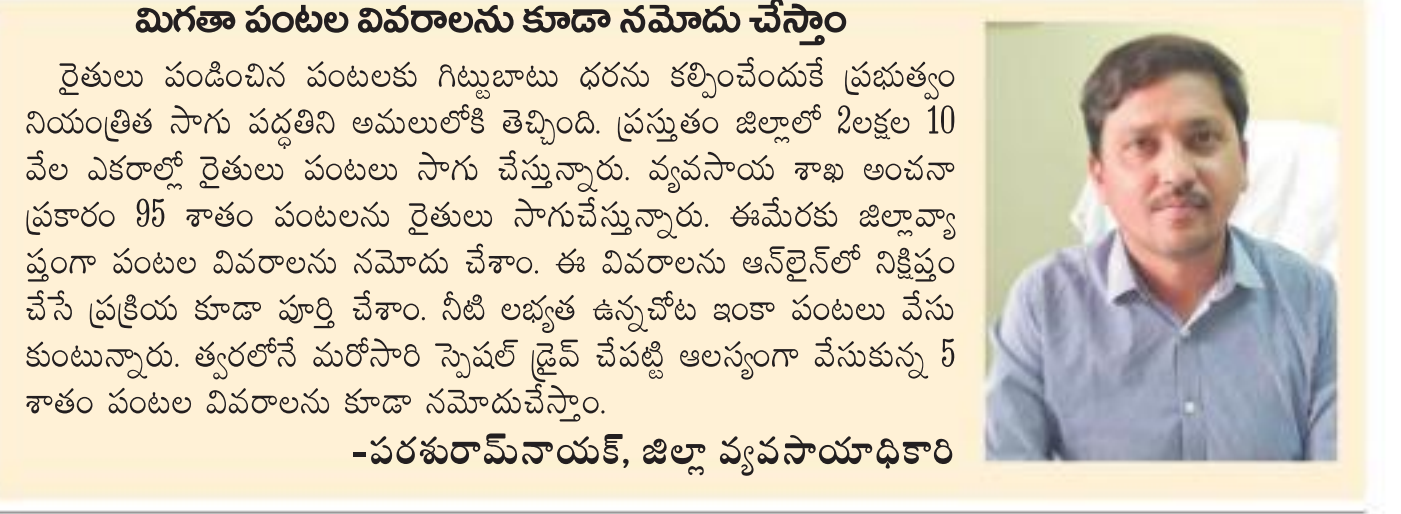 మిగతా పంటల వివరాలను కూడా నమోదు చేస్తాం
రైతులు పండించిన పంటలకు గిట్టుబాటు ధరను కల్పించేందుకే ప్రభుత్వం
నియంత్రిత సాగు పద్ధతిని అమలులోకి తెచ్చింది. ప్రస్తుతం జిల్లాలో 2లక్షల 10
వేల ఎకరాల్లో రైతులు పంటలు సాగు చేస్తున్నారు. వ్యవసాయ శాఖ అంచనా
ప్రకారం 95 శాతం పంటలను రైతులు సాగుచేస్తున్నారు. ఈమేరకు జిల్లావ్యా
ప్తంగా పంటల వివరాలను నమోదు చేశాం. ఈ వివరాలను ఆన్‌లైన్‌లో నిక్షిప్తం
చేసే ప్రక్రియ కూడా పూర్తి చేశాం. నీటి లభ్యత ఉన్నచోట ఇంకా పంటలు వేసు
కుంటున్నారు. త్వరలోనే మరోసారి స్పెషల్ డ్రైవ్ చేపట్టి ఆలస్యంగా వేసుకున్న 5
శాతం పంటల వివరాలను కూడా నమోదుచేస్తాం.
-పరశురామ్‌నాయక్, జిల్లా వ్యవసాయాధికారి